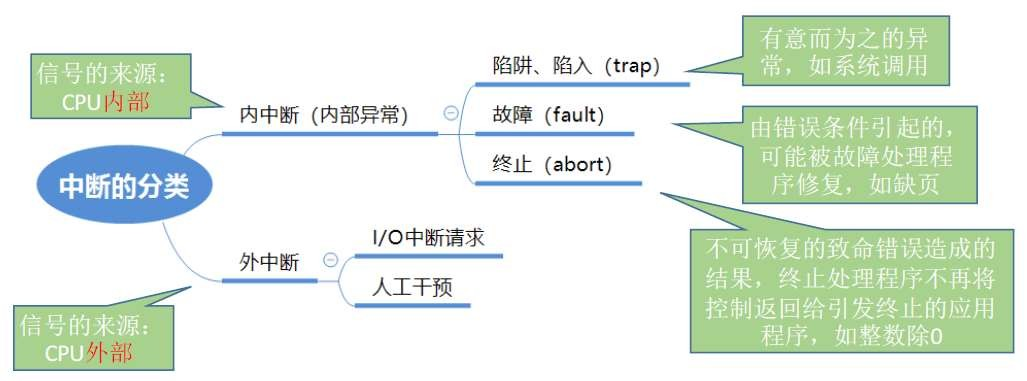 有意而为之的异
常，如系统调用
信号的来源：
CPU内部
陷阱、陷入（trap）
内中断（内部异常）
故障（fault）
由错误条件引起的，
可能被故障处理程
序修复，如缺页
终止（abort）
中断的分类
I/O中断请求
外中断
人工干预
不可恢复的致命错误造成的
结果，终止处理程序不再将
控制返回给引发终止的应用
程序，如整数除0
信号的来源：
CPU外部